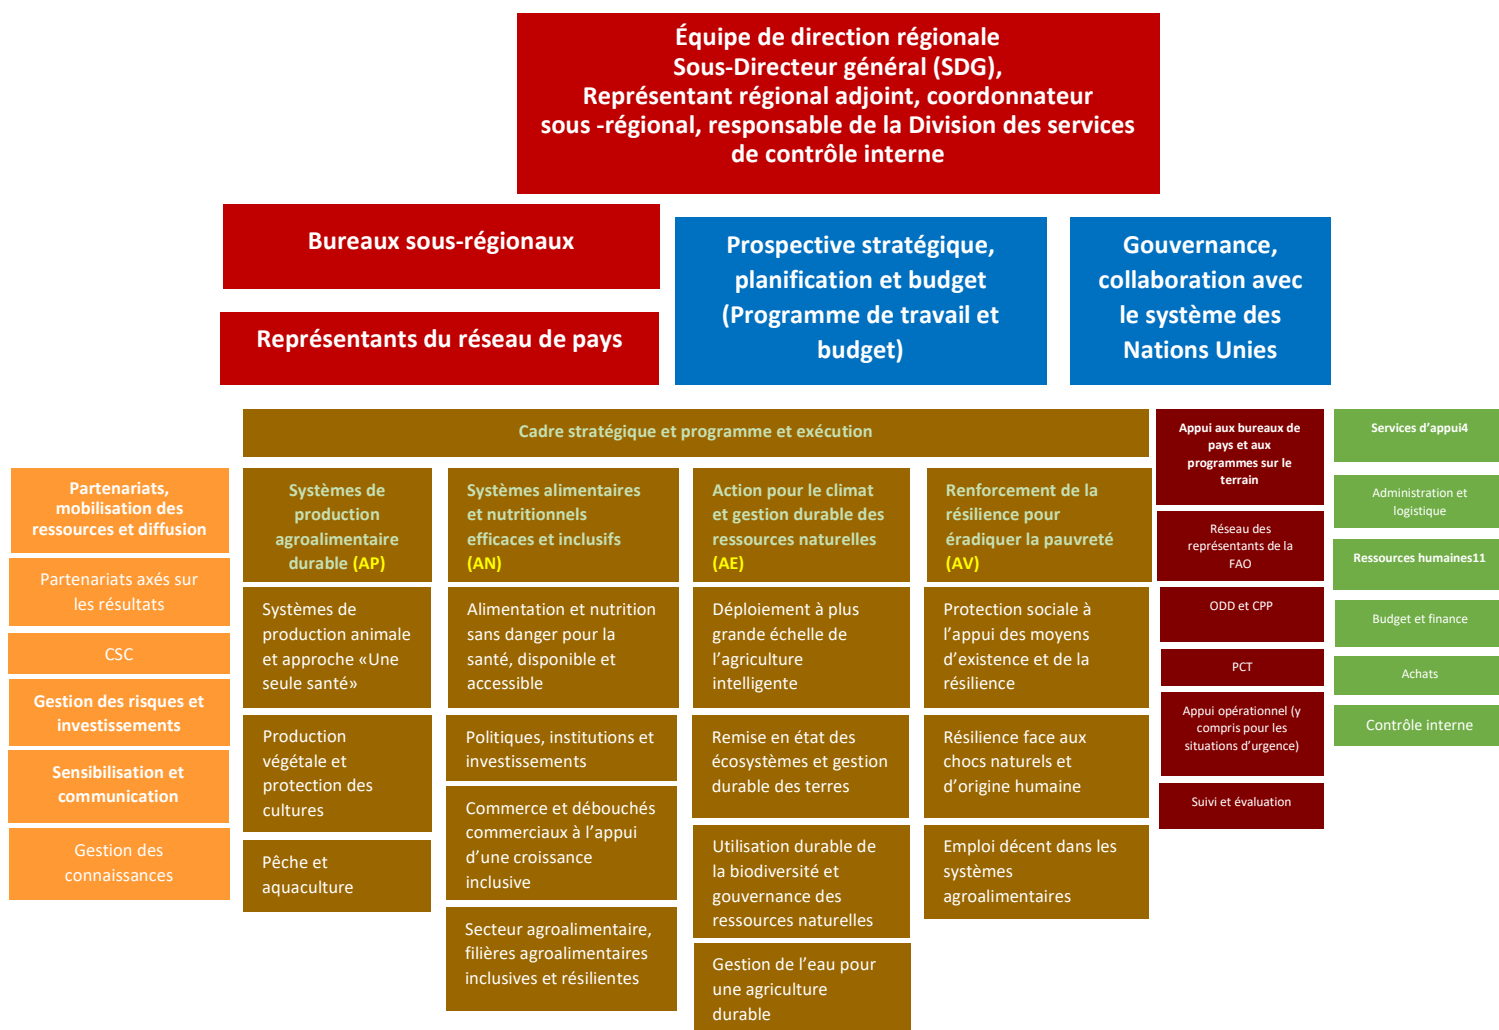 Équipe de direction régionale
Sous-Directeur général (SDG),
Représentant régional adjoint, coordonnateur
sous -régional, responsable de la Division des services
de contrôle interne
Bureaux sous-régionaux
Représentants du réseau de pays
Prospective stratégique,
planification et budget
(Programme de travail et
budget)
Gouvernance,
collaboration avec
le système des
Nations Unies
Partenariats,
mobilisation des
ressources et diffusion
Partenariats axés sur
les résultats
CSC
Gestion des risques et
investissements
Sensibilisation et
communication
Gestion des
connaissances
Cadre stratégique et programme et exécution
Systèmes de
production
agroalimentaire
durable (AP)
Systèmes de
production animale
et approche «Une
seule santé»
Production
végétale et
protection des
cultures
Pêche et
aquaculture
Systèmes alimentaires
et nutritionnels
efficaces et inclusifs
(AN)
Alimentation et nutrition
sans danger pour la
santé, disponible et
accessible
Politiques, institutions et
investissements
Commerce et débouchés
commerciaux à l’appui
d’une croissance
inclusive
Secteur agroalimentaire,
filières agroalimentaires
inclusives et résilientes
Action pour le climat
et gestion durable des
ressources naturelles
(AE)
Déploiement à plus
grande échelle de
l’agriculture
intelligente
Remise en état des
écosystèmes et gestion
durable des terres
Utilisation durable de
la biodiversité et
gouvernance des
ressources naturelles
Gestion de l’eau pour
une agriculture
durable
Renforcement de la
résilience pour
éradiquer la pauvreté
(AV)
Protection sociale à
l’appui des moyens
d’existence et de la
résilience
Résilience face aux
chocs naturels et
d’origine humaine
Emploi décent dans les
systèmes
agroalimentaires
Appui aux bureaux de
pays et aux
programmes sur le
terrain
Réseau des
représentants de la
FAO
ODD et CPP
PCT
Appui opérationnel (y
compris pour les
situations d’urgence)
Suivi et évaluation
Services d’appui4
Administration et
logistique
Ressources humaines11
Budget et finance
Achats
Contrôle interne